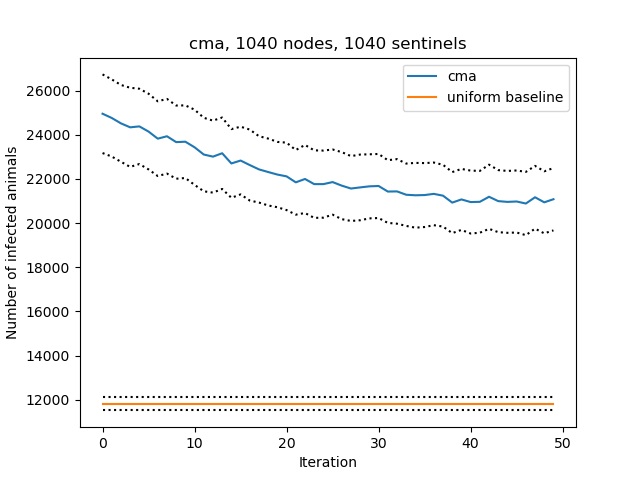 cma, 1040 nodes, 1040 sentinels
cma
uniform baseline
Number of infected animals
26000
24000
22000
20000
18000
16000
14000
12000
0
10
20
30
40
50
Iteration